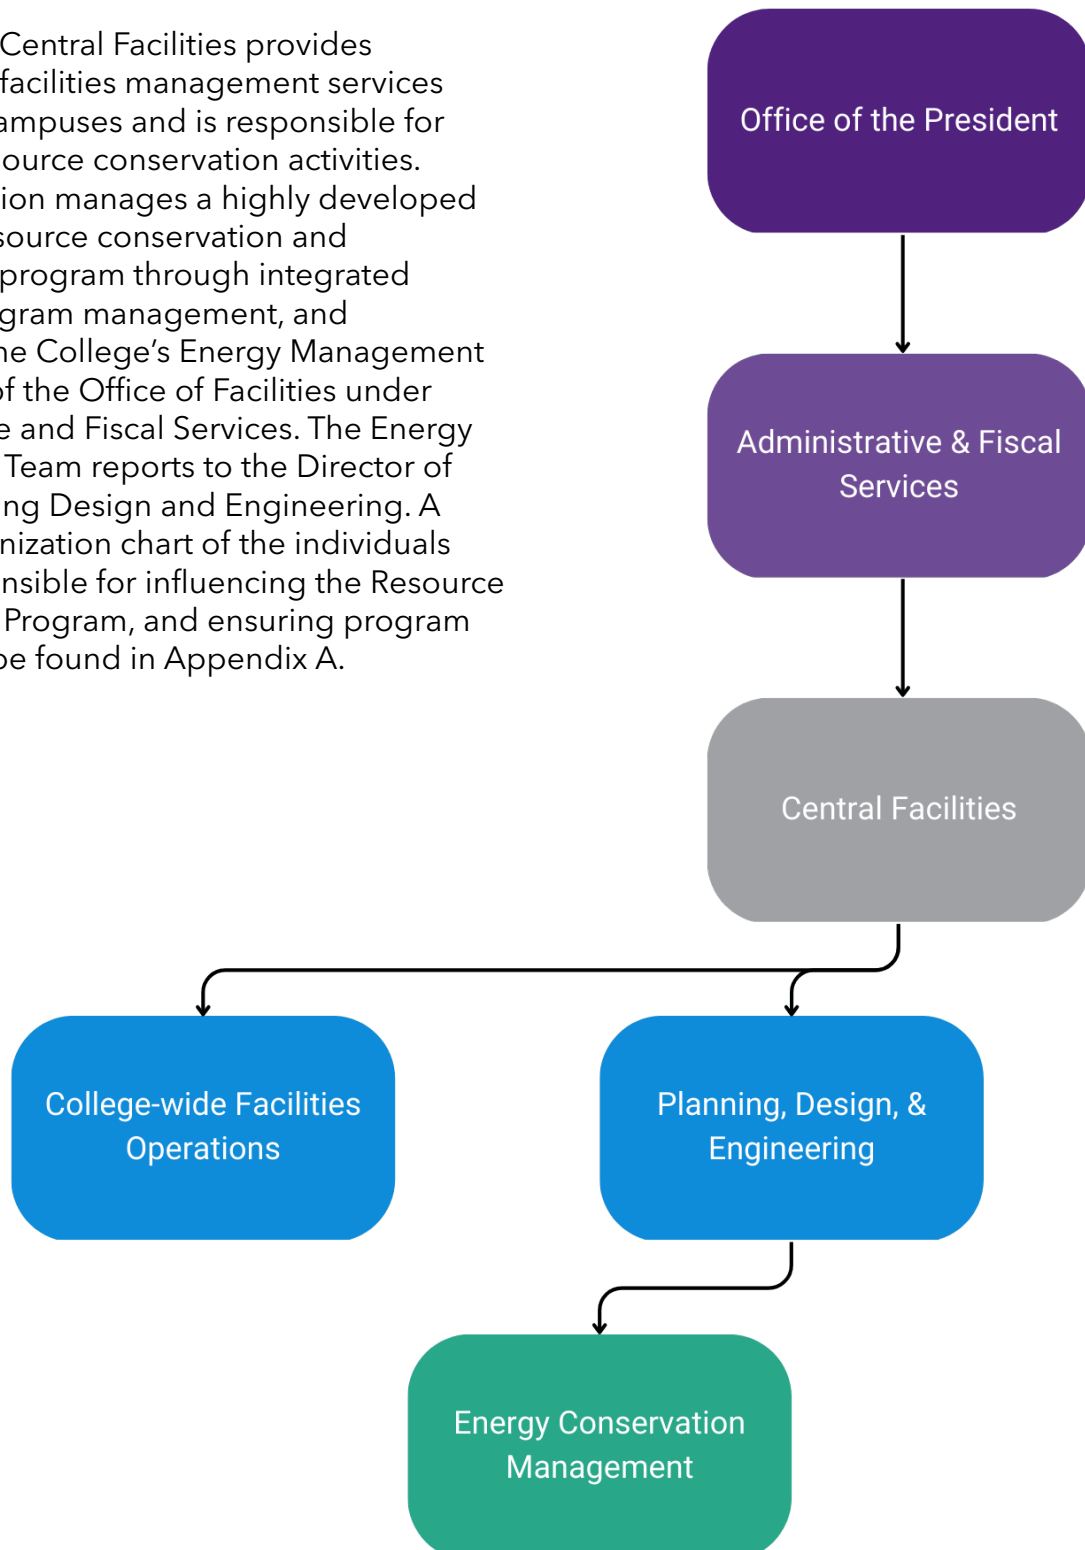 Central Facilities provides
facilities management services
ampuses and is responsible for
source conservation activities.
ion manages a highly developed
source conservation and
program through integrated
gram management, and
ne College’s Energy Management
of the Office of Facilities under
e and Fiscal Services. The Energy
Team reports to the Director of
ing Design and Engineering. A
nization chart of the individuals
nsible for influencing the Resource
Program, and ensuring program
be found in Appendix A.
Office of the President
Administrative & Fiscal
Services
Central Facilities
College-wide Facilities
Operations
Planning, Design, &
Engineering
Energy Conservation
Management